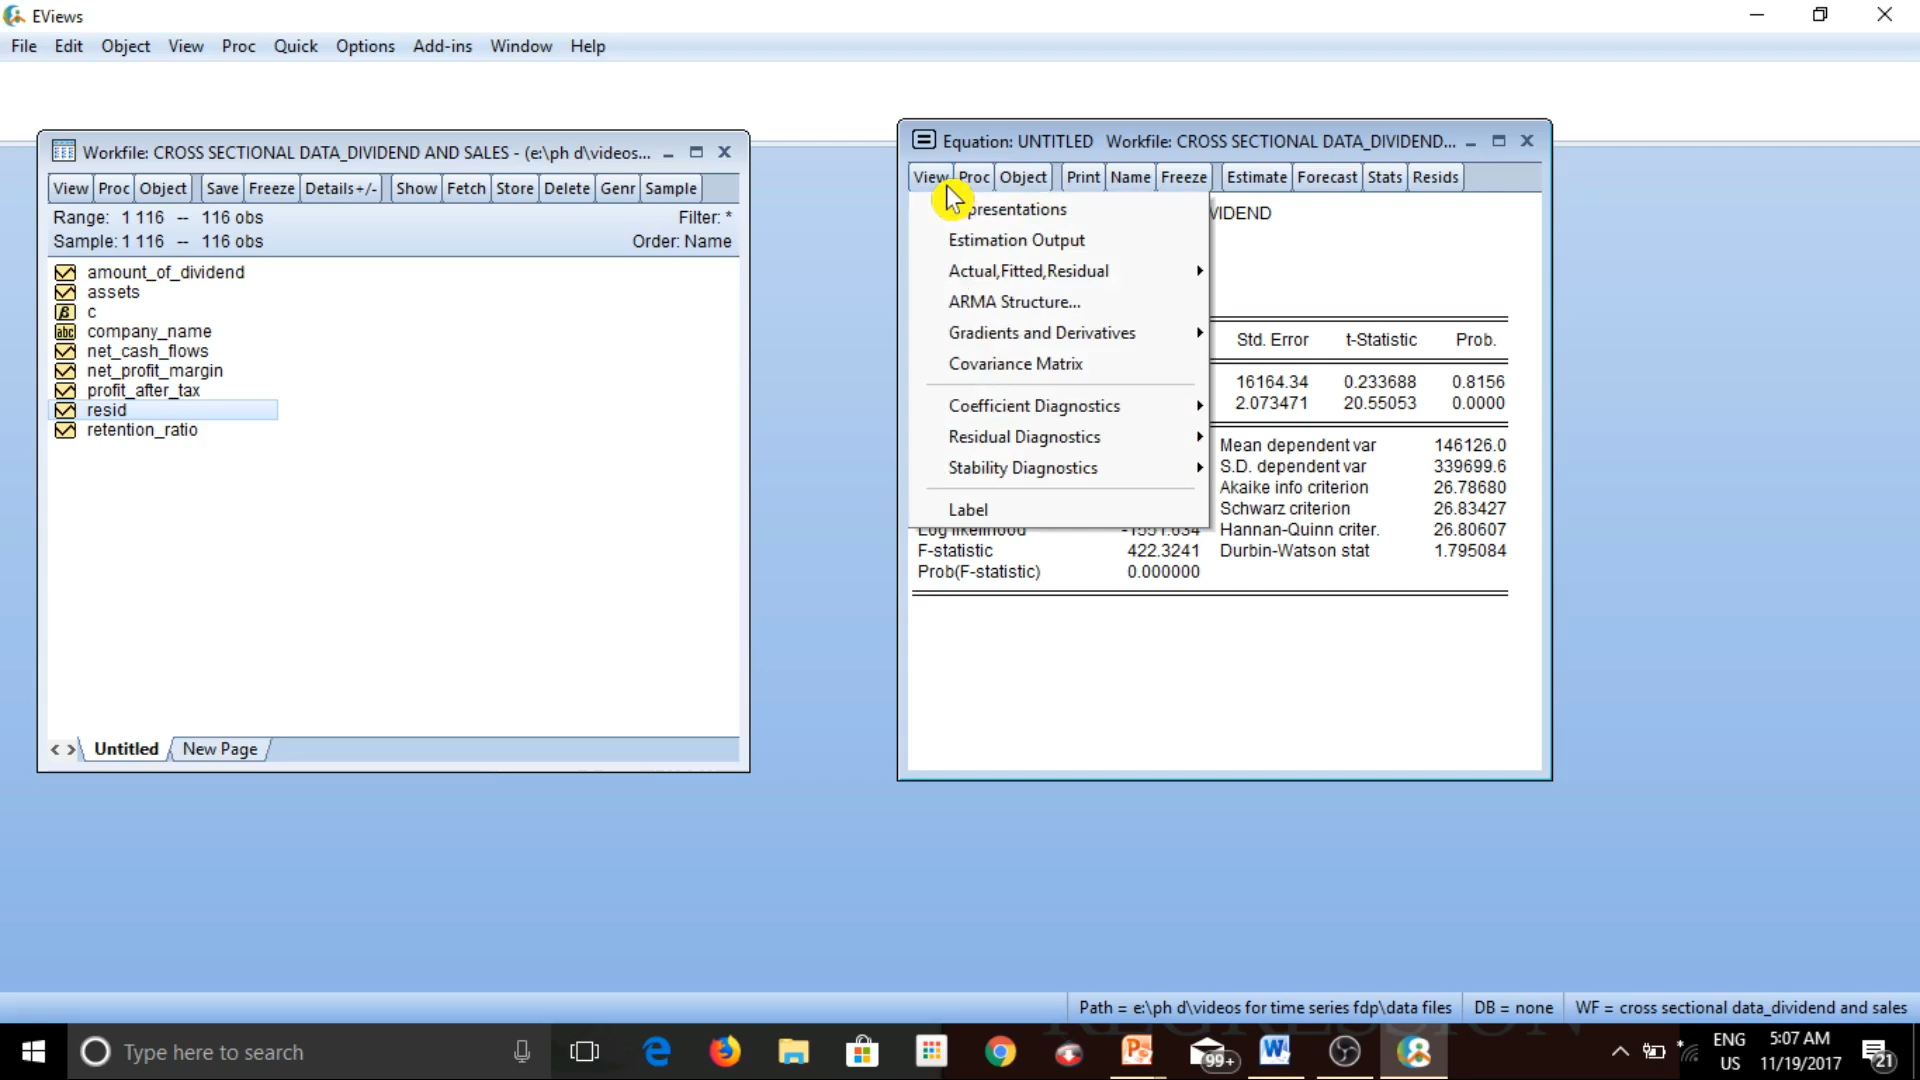 EViews
File Edit Object View Proc Quick Options Add-ins Window Help
Workfile: CROSS SECTIONAL DATA_DIVIDEND AND SALES - (e:\ph d\videos...
View Proc Object Save Freeze Details+/- Show Fetch Store Delete Genr Sample
Range: 1 116 -- 116 obs Filter: *
Sample: 1 116 -- 116 obs Order: Name
amount_of_dividend
assets
β c
abc company_name
net_cash_flows
net_profit_margin
profit_after_tax
resid
retention_ratio
< > Untitled New Page
Equation: UNTITLED Workfile: CROSS SECTIONAL DATA_DIVIDEND...
View Proc Object Print Name Freeze Estimate Forecast Stats Resids
presentations
Estimation Output
Actual,Fitted,Residual
ARMA Structure...
Gradients and Derivatives
Covariance Matrix
Coefficient Diagnostics
Residual Diagnostics
Stability Diagnostics
Label
VIDEND
Std. Error t-Statistic Prob.
16164.34 0.233688 0.8156
2.073471 20.55053 0.0000
Mean dependent var 146126.0
S.D. dependent var 339699.6
Akaike info criterion 26.78680
Schwarz criterion 26.83427
Log likelihood -1551.634 Hannan-Quinn criter. 26.80607
F-statistic 422.3241 Durbin-Watson stat 1.795084
Prob(F-statistic) 0.000000
Path = e:\ph d\videos for time series fdp\data files DB = none WF = cross sectional data_dividend and sales
REGRESSION
Type here to search
99+
ENG
US
5:07 AM
11/19/2017
21